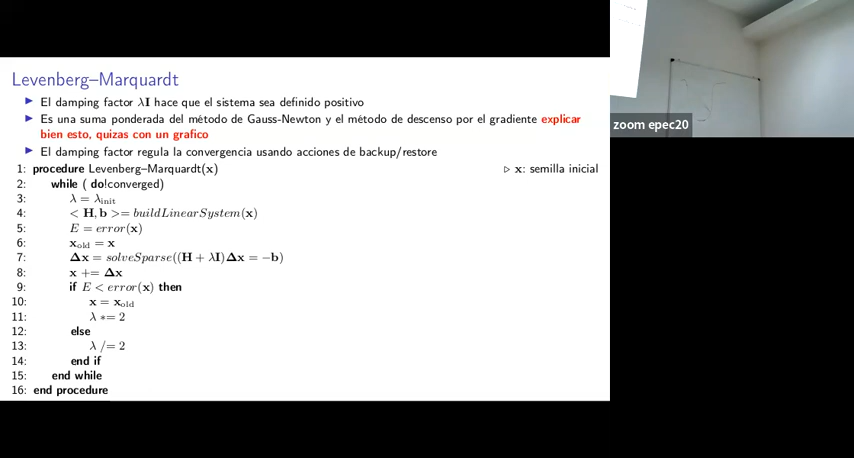 Levenberg–Marquardt
▶ El damping factor λI hace que el sistema sea definido positivo
▶ Es una suma ponderada del método de Gauss-Newton y el método de descenso por el gradiente explicar
bien esto, quizas con un grafico
▶ El damping factor regula la convergencia usando acciones de backup/restore
1: procedure Levenberg–Marquardt(x) ▷ x: semilla inicial
2: while ( do!converged)
3: λ = λinit
4: < H, b >= buildLinearSystem(x)
5: E = error(x)
6: xold = x
7: Δx = solveSparse((H + λI)Δx = −b)
8: x += Δx
9: if E < error(x) then
10: x = xold
11: λ *= 2
12: else
13: λ /= 2
14: end if
15: end while
16: end procedure
zoom epec20